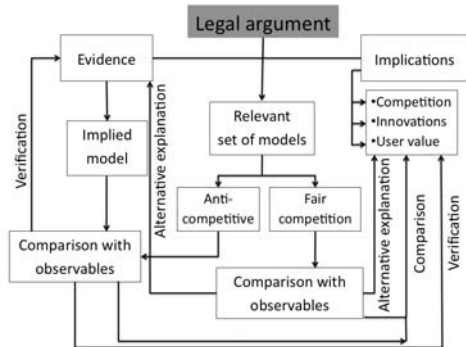 Legal argument
Evidence
Implications
Relevant
set of models
•Competition
•Innovations
•User value
Implied
model
Verification
Alternative explanation
Anti-
competitive
Fair
competition
Alternative explanation
Comparison
Verification
Comparison with
observables
Comparison with
observables